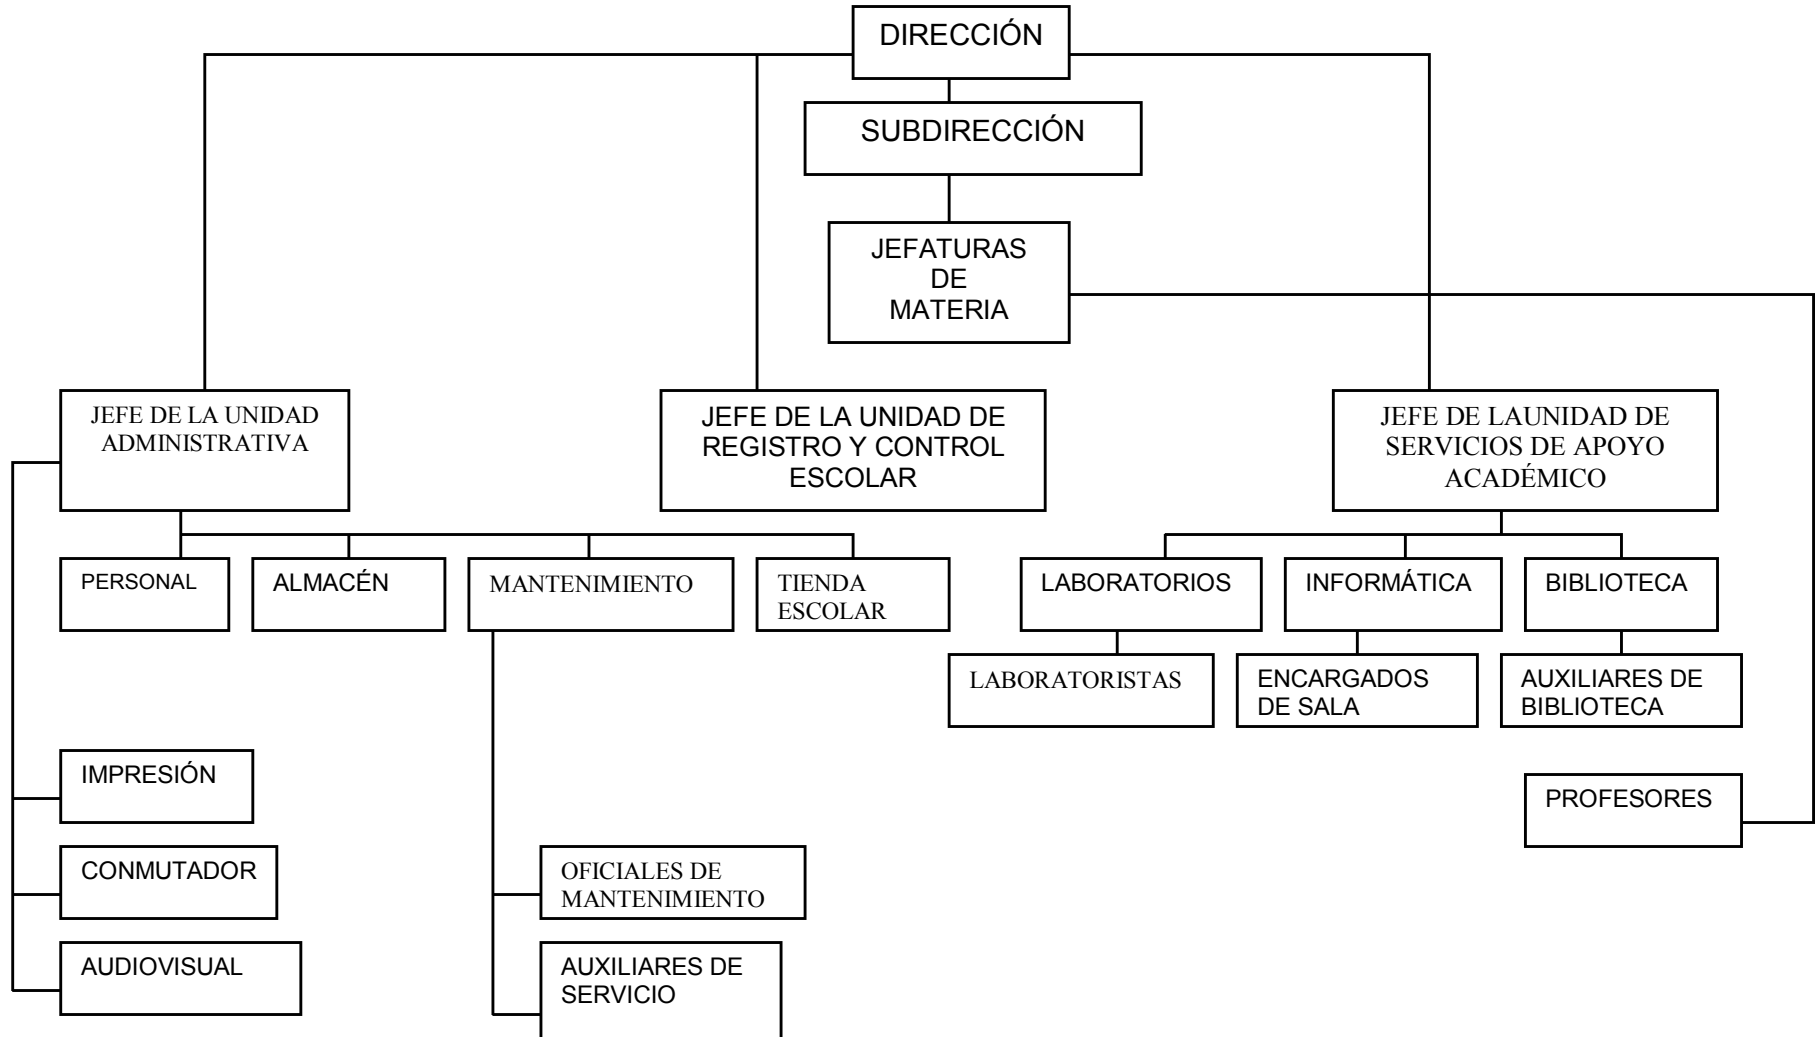 DIRECCIÓN
SUBDIRECCIÓN
JEFATURAS
DE
MATERIA
JEFE DE LA UNIDAD
ADMINISTRATIVA
JEFE DE LA UNIDAD DE
REGISTRO Y CONTROL
ESCOLAR
JEFE DE LAUNIDAD DE
SERVICIOS DE APOYO
ACADÉMICO
PERSONAL
ALMACÉN
MANTENIMIENTO
TIENDA
ESCOLAR
LABORATORIOS
INFORMÁTICA
BIBLIOTECA
LABORATORISTAS
ENCARGADOS
DE SALA
AUXILIARES DE
BIBLIOTECA
IMPRESIÓN
PROFESORES
CONMUTADOR
OFICIALES DE
MANTENIMIENTO
AUDIOVISUAL
AUXILIARES DE
SERVICIO